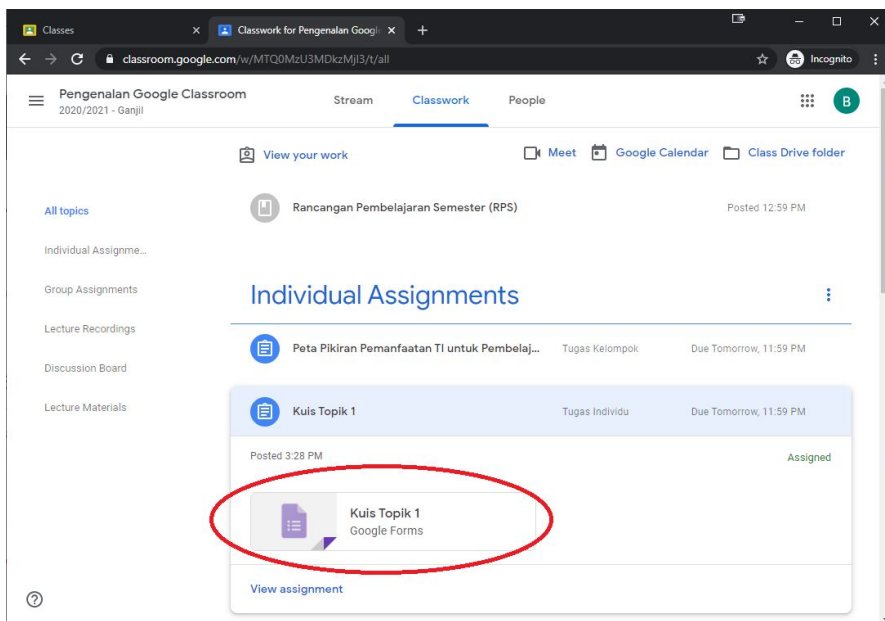 Classes
Classwork for Pengenalan Googl
classroom.google.com/w/MTQ0MzU3MDkzMjI3/t/all
Incognito
Pengenalan Google Classroom
2020/2021 - Ganjil
Stream
Classwork
People
B
View your work
Meet
Google Calendar
Class Drive folder
All topics
Individual Assignme...
Group Assignments
Lecture Recordings
Discussion Board
Lecture Materials
Rancangan Pembelajaran Semester (RPS)
Posted 12:59 PM
Individual Assignments
Peta Pikiran Pemanfaatan TI untuk Pembelaj...
Tugas Kelompok
Due Tomorrow, 11:59 PM
Kuis Topik 1
Tugas Individu
Due Tomorrow, 11:59 PM
Posted 3:28 PM
Assigned
Kuis Topik 1
Google Forms
View assignment